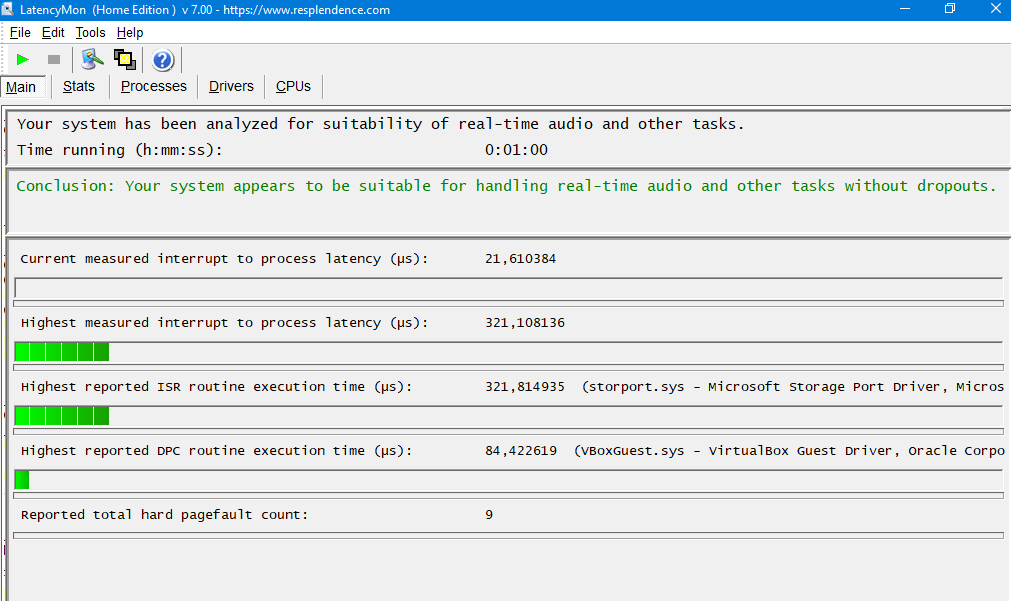 LatencyMon (Home Edition ) v 7.00 - https://www.resplendence.com
File Edit Tools Help
Main Stats Processes Drivers CPUs
Your system has been analyzed for suitability of real-time audio and other tasks.
Time running (h:mm:ss): 0:01:00
Conclusion: Your system appears to be suitable for handling real-time audio and other tasks without dropouts.
Current measured interrupt to process latency (µs): 21,610384
Highest measured interrupt to process latency (µs): 321,108136
Highest reported ISR routine execution time (µs): 321,814935 (storport.sys - Microsoft Storage Port Driver, Micros
Highest reported DPC routine execution time (µs): 84,422619 (VBoxGuest.sys - VirtualBox Guest Driver, Oracle Corpo
Reported total hard pagefault count: 9